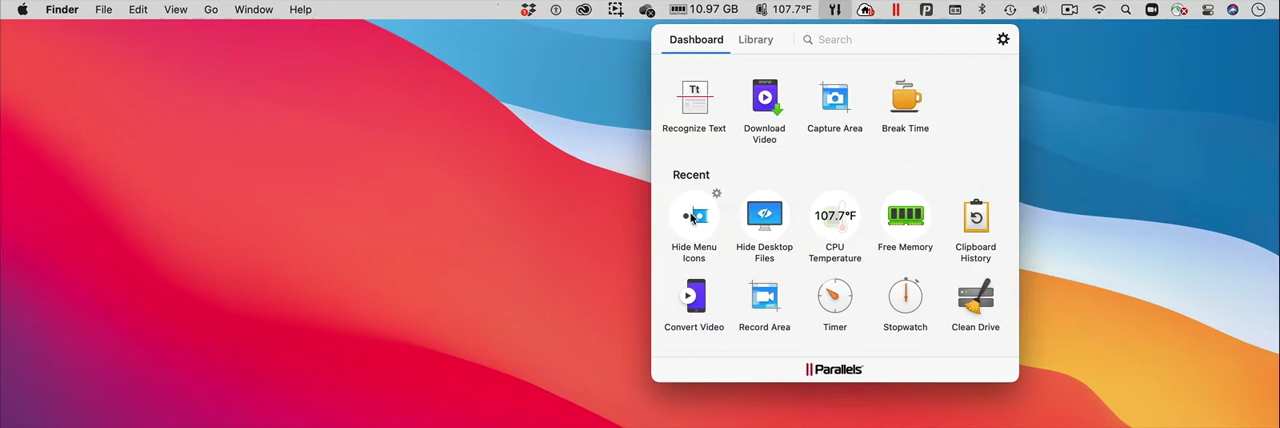 Finder File Edit View Go Window Help 10.97 GB 107.7°F
Dashboard Library Search
Tt
WWW
Recognize Text
Download
Video
Capture Area
Break Time
Recent
107.7°F
Hide Menu
Icons
Hide Desktop
Files
CPU
Temperature
Free Memory
Clipboard
History
Convert Video
Record Area
Timer
Stopwatch
Clean Drive
Parallels